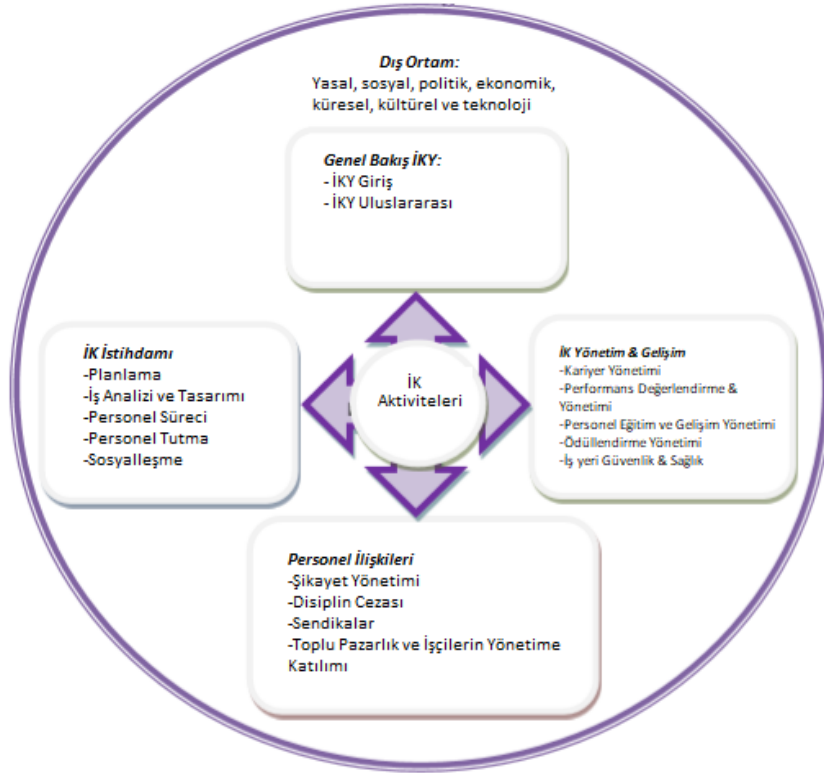 Dış Ortam:
Yasal, sosyal, politik, ekonomik,
küresel, kültürel ve teknoloji
Genel Bakış İKY:
- İKY Giriş
- İKY Uluslararası
İK İstihdamı
-Planlama
-İş Analizi ve Tasarımı
-Personel Süreci
-Personel Tutma
-Sosyalleşme
İK
Aktiviteleri
İK Yönetim & Gelişim
-Kariyer Yönetimi
-Performans Değerlendirme &
Yönetimi
-Personel Eğitim ve Gelişim Yönetimi
-Ödüllendirme Yönetimi
-İş yeri Güvenlik & Sağlık
Personel İlişkileri
-Şikayet Yönetimi
-Disiplin Cezası
-Sendikalar
-Toplu Pazarlık ve İşçilerin Yönetime
Katılımı